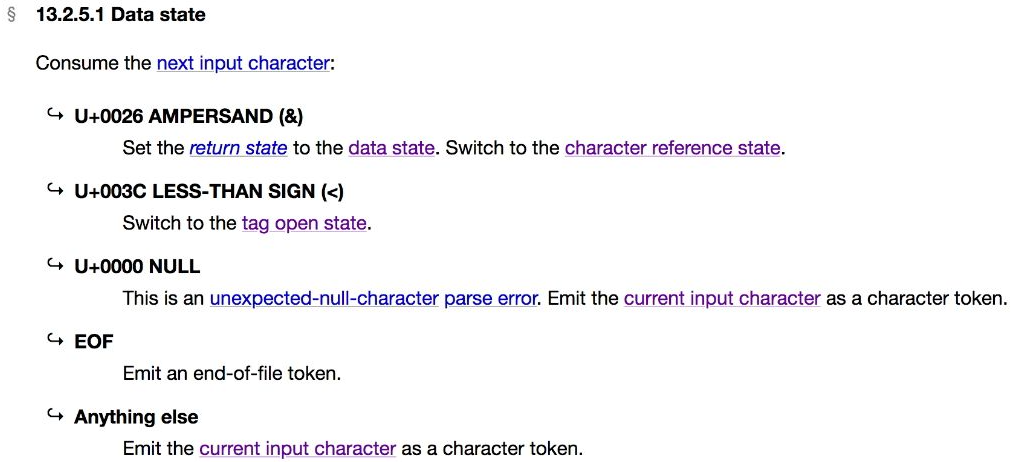 § 13.2.5.1 Data state
Consume the next input character:
↪ U+0026 AMPERSAND (&)
Set the return state to the data state. Switch to the character reference state.
↪ U+003C LESS-THAN SIGN (<)
Switch to the tag open state.
↪ U+0000 NULL
This is an unexpected-null-character parse error. Emit the current input character as a character token.
↪ EOF
Emit an end-of-file token.
↪ Anything else
Emit the current input character as a character token.